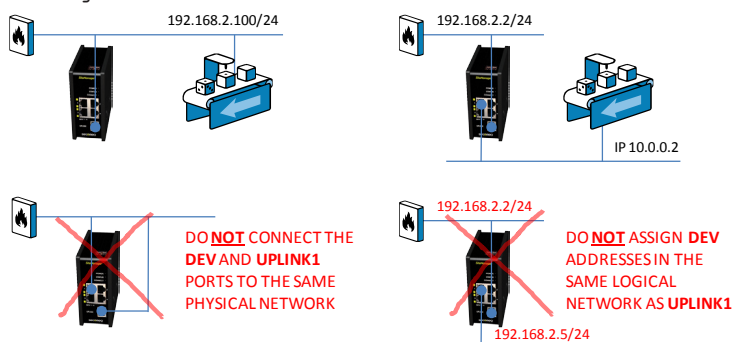 192.168.2.100/24
192.168.2.2/24
IP 10.0.0.2
DO NOT CONNECT THE
DEV AND UPLINK1
PORTS TO THE SAME
PHYSICAL NETWORK
192.168.2.2/24
DO NOT ASSIGN DEV
ADDRESSES IN THE
SAME LOGICAL
NETWORK AS UPLINK1
192.168.2.5/24